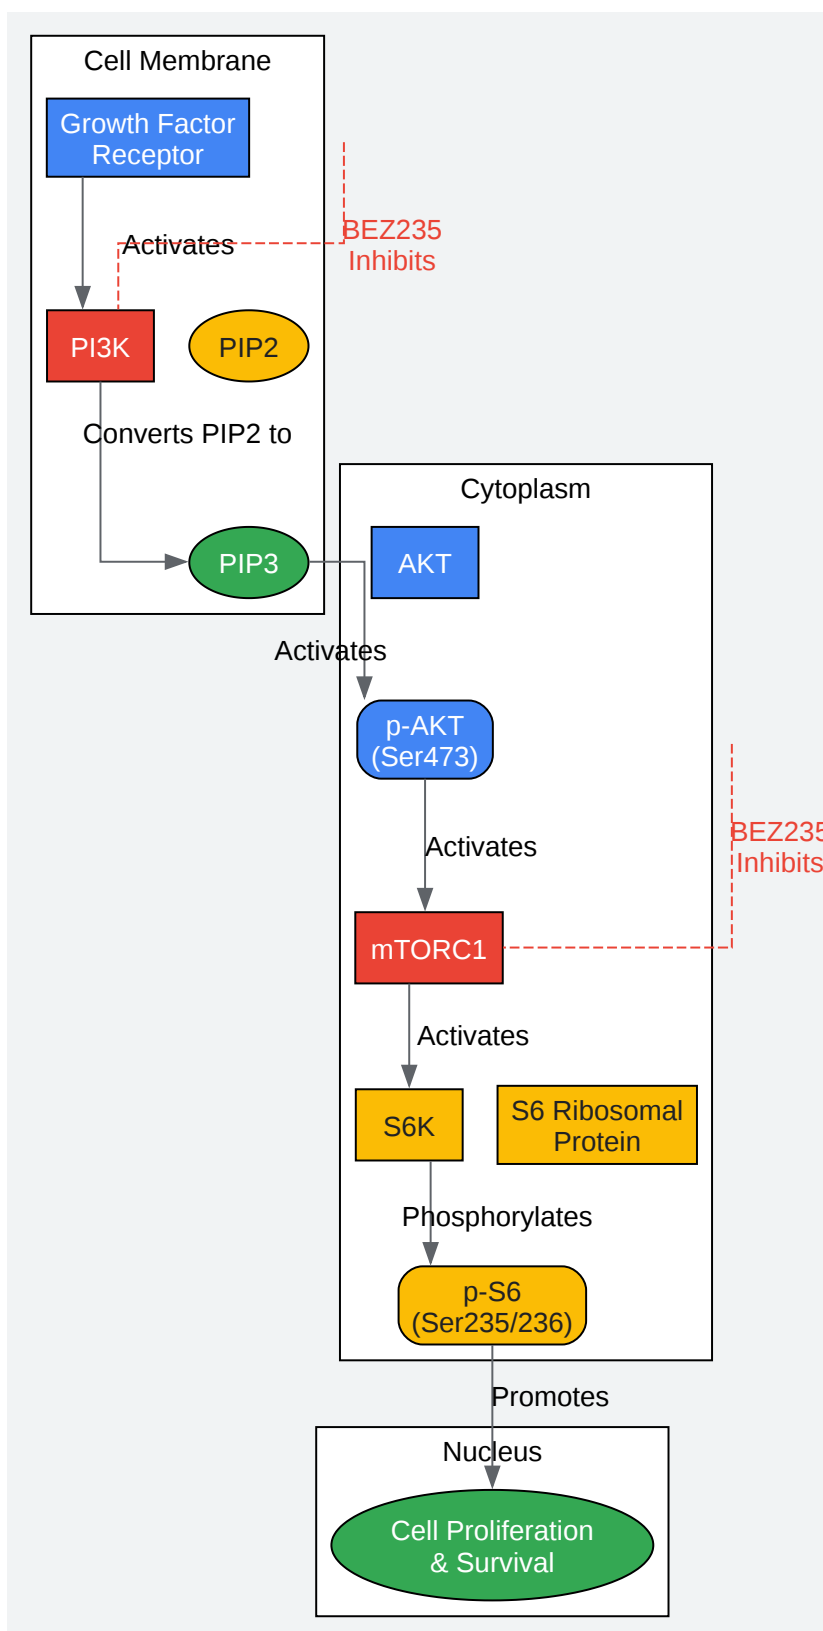 Cell Membrane
Growth Factor
Receptor
Activates
BEZ235
Inhibits
PI3K
PIP2
Converts PIP2 to
Cytoplasm
PIP3
AKT
Activates
p-AKT
(Ser473)
Activates
BEZ235
Inhibits
mTORC1
Activates
S6K
S6 Ribosomal
Protein
Phosphorylates
p-S6
(Ser235/236)
Promotes
Nucleus
Cell Proliferation
& Survival